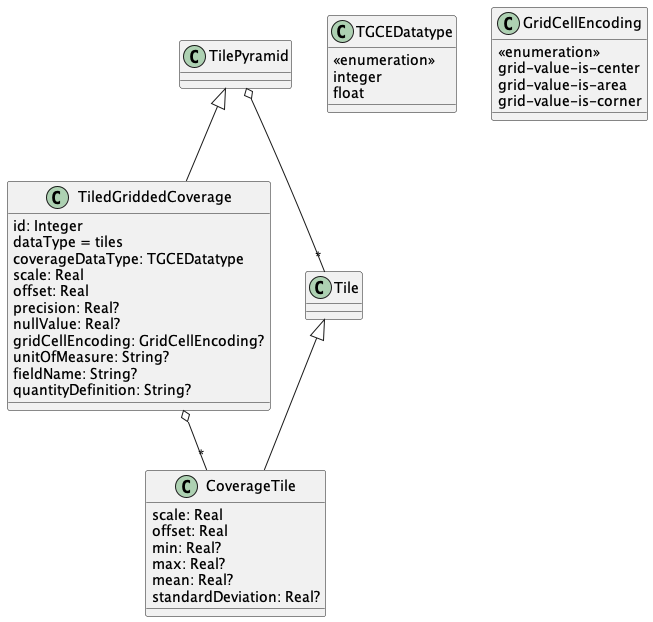 C TilePyramid
C TGCEDatatype
«enumeration»
integer
float
C GridCellEncoding
«enumeration»
grid-value-is-center
grid-value-is-area
grid-value-is-corner
C TiledGriddedCoverage
id: Integer
dataType = tiles
coverageDataType: TGCEDatatype
scale: Real
offset: Real
precision: Real?
nullValue: Real?
gridCellEncoding: GridCellEncoding?
unitOfMeasure: String?
fieldName: String?
quantityDefinition: String?
*
C Tile
*
C CoverageTile
scale: Real
offset: Real
min: Real?
max: Real?
mean: Real?
standardDeviation: Real?